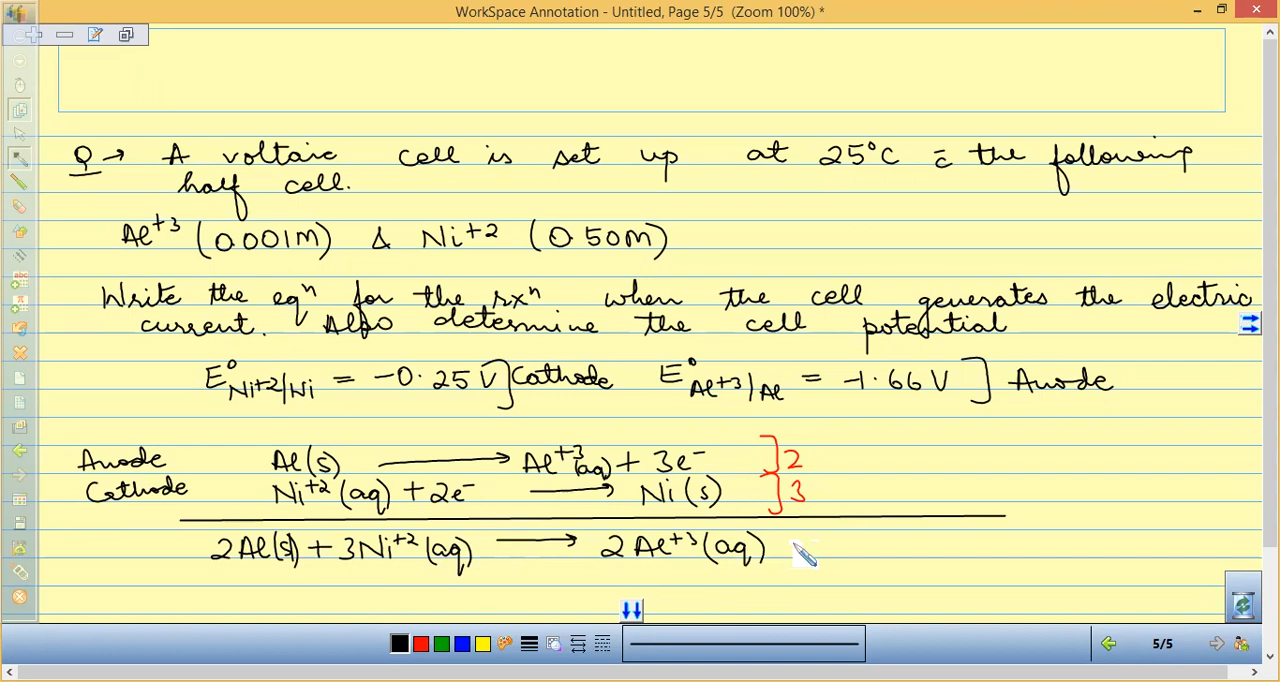 WorkSpace Annotation - Untitled, Page 5/5 (Zoom 100%) *
Q → A voltaic cell is set up at 25°C c̄ the following
half cell.
Al+3 (0.001M) & Ni+2 (0.50M)
Write the eqn for the rxn when the cell generates the electric
current. Also determine the cell potential
E°Ni+2/Ni = -0.25 V] Cathode E°Al+3/Al = -1.66 V] Anode
Anode Al(s) → Al+3(aq) + 3e- }2
Cathode Ni+2(aq) + 2e- → Ni(s) }3
2Al(s) + 3Ni+2(aq) → 2Al+3(aq)
5/5